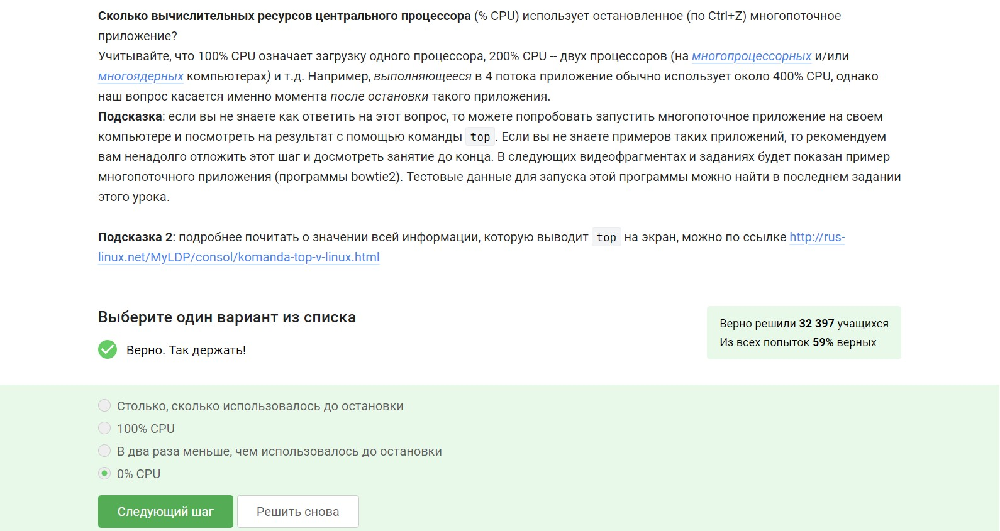 Сколько вычислительных ресурсов центрального процессора (% CPU) использует остановленное (по Ctrl+Z) многопоточное
приложение?
Учитывайте, что 100% CPU означает загрузку одного процессора, 200% CPU -- двух процессоров (на многопроцессорных и/или
многоядерных компьютерах) и т.д. Например, выполняющееся в 4 потока приложение обычно использует около 400% CPU, однако
наш вопрос касается именно момента после остановки такого приложения.
Подсказка: если вы не знаете как ответить на этот вопрос, то можете попробовать запустить многопоточное приложение на своем
компьютере и посмотреть на результат с помощью команды top. Если вы не знаете примеров таких приложений, то рекомендуем
вам ненадолго отложить этот шаг и досмотреть занятие до конца. В следующих видеофрагментах и заданиях будет показан пример
многопоточного приложения (программы bowtie2). Тестовые данные для запуска этой программы можно найти в последнем задании
этого урока.
Подсказка 2: подробнее почитать о значении всей информации, которую выводит top на экран, можно по ссылке http://rus-
linux.net/MyLDP/consol/komanda-top-v-linux.html
Выберите один вариант из списка
Верно. Так держать!
Верно решили 32 397 учащихся
Из всех попыток 59% верных
Столько, сколько использовалось до остановки
100% CPU
В два раза меньше, чем использовалось до остановки
0% CPU
Следующий шаг
Решить снова